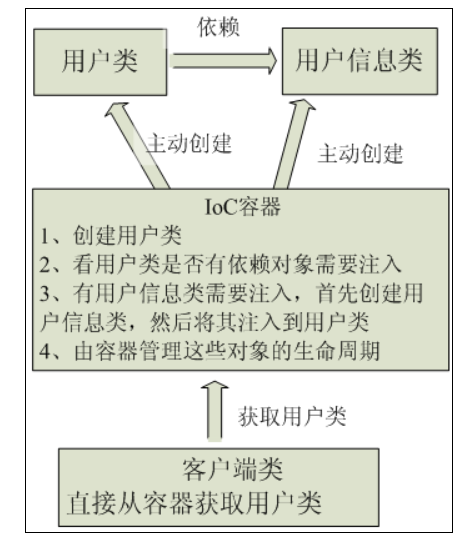 依赖
用户类
用户信息类
主动创建
主动创建
IoC容器
1、创建用户类
2、看用户类是否有依赖对象需要注入
3、有用户信息类需要注入，首先创建用
户信息类，然后将其注入到用户类
4、由容器管理这些对象的生命周期
获取用户类
客户端类
直接从容器获取用户类